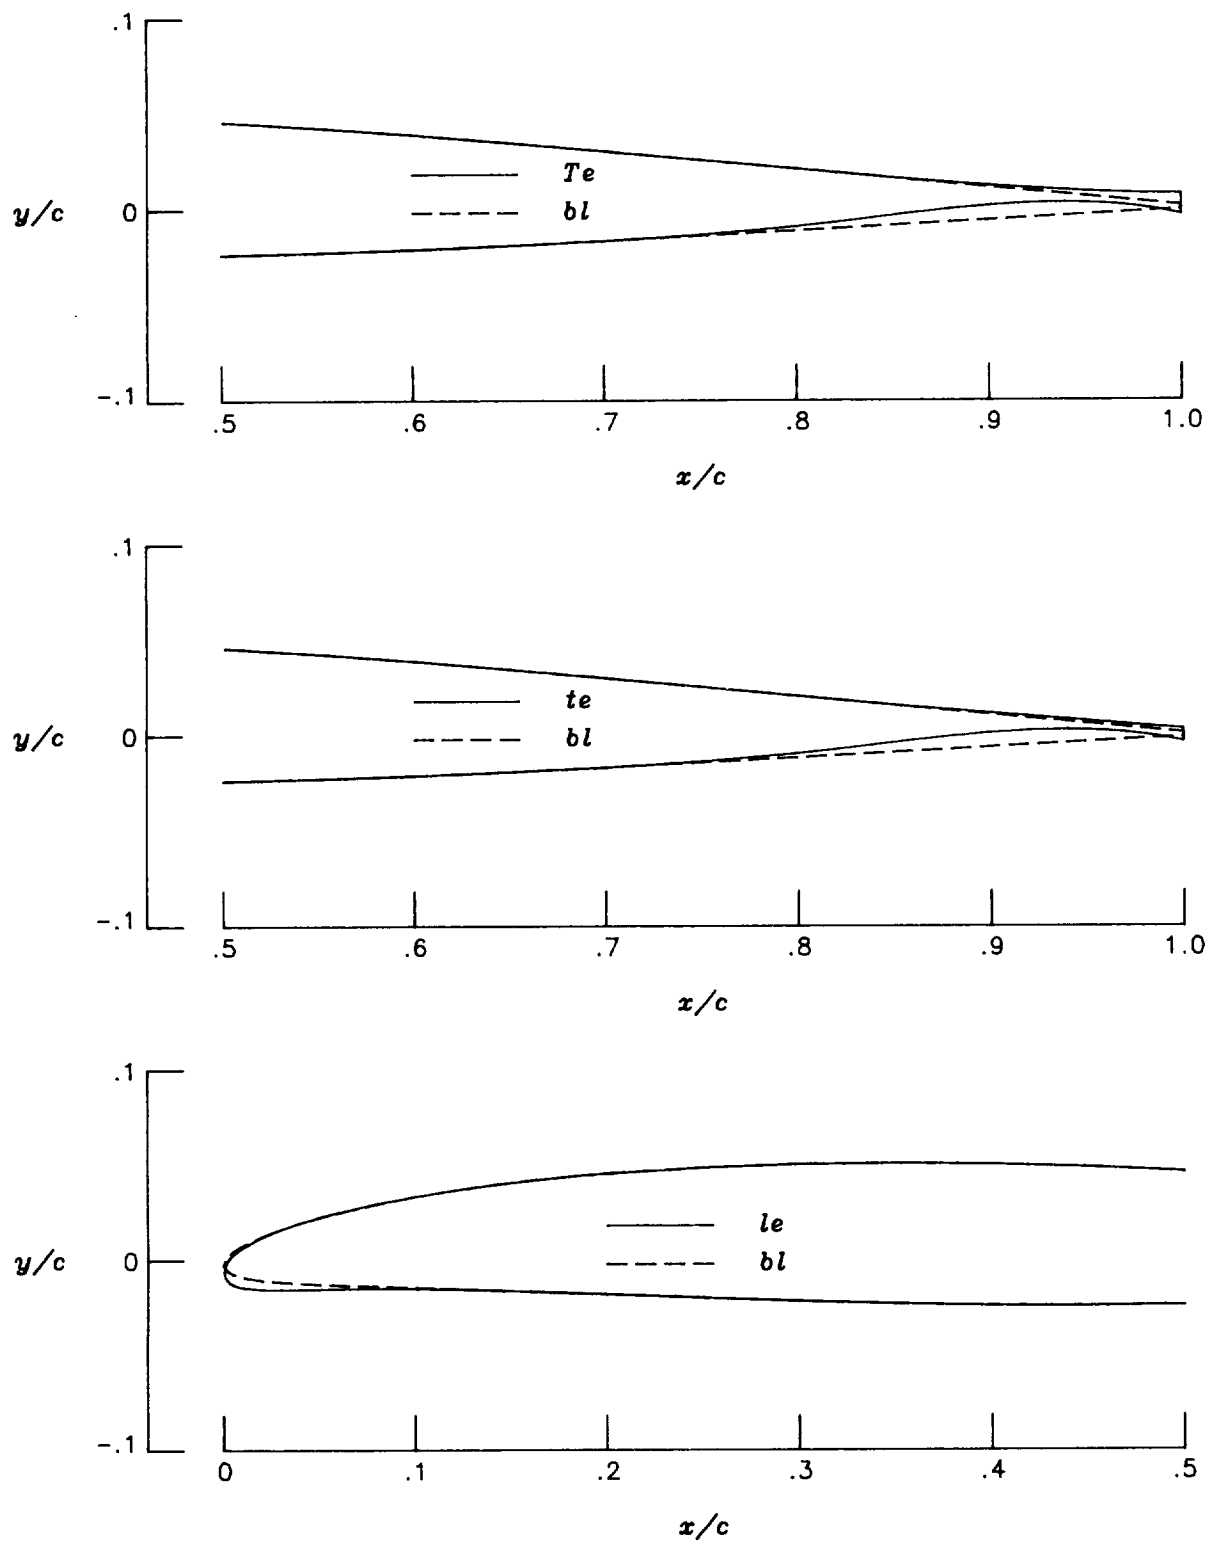 .1
Te
bl
y/c
0
-.1
.5 .6 .7 .8 .9 1.0
x/c
.1
te
bl
y/c
0
-.1
.5 .6 .7 .8 .9 1.0
x/c
.1
le
bl
y/c
0
-.1
0 .1 .2 .3 .4 .5
x/c